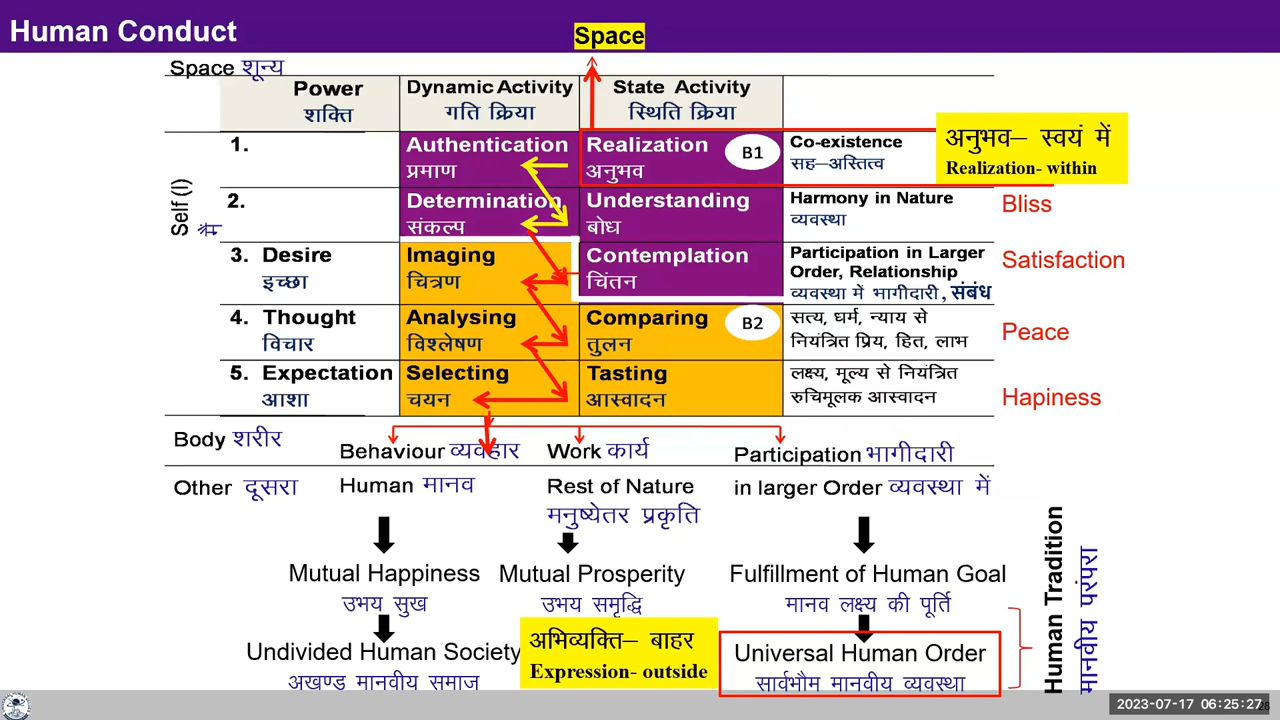 Human Conduct
Space
Space शून्य
Power
शक्ति
Dynamic Activity
गति क्रिया
State Activity
स्थिति क्रिया
Self (I)
मैं
1.
Authentication
प्रमाण
Realization
अनुभव
B1
Co-existence
सह–अस्तित्व
अनुभव– स्वयं में
Realization- within
2.
Determination
संकल्प
Understanding
बोध
Harmony in Nature
व्यवस्था
Bliss
3. Desire
इच्छा
Imaging
चित्रण
Contemplation
चिंतन
Participation in Larger
Order, Relationship
व्यवस्था में भागीदारी, संबंध
Satisfaction
4. Thought
विचार
Analysing
विश्लेषण
Comparing
तुलन
B2
सत्य, धर्म, न्याय से
नियंत्रित प्रिय, हित, लाभ
Peace
5. Expectation
आशा
Selecting
चयन
Tasting
आस्वादन
लक्ष्य, मूल्य से नियंत्रित
रुचिमूलक आस्वादन
Hapiness
Body शरीर
Behaviour व्यवहार
Work कार्य
Participation भागीदारी
Other दूसरा
Human मानव
Rest of Nature
मनुष्येतर प्रकृति
in larger Order व्यवस्था में
Mutual Happiness
उभय सुख
Mutual Prosperity
उभय समृद्धि
Fulfillment of Human Goal
मानव लक्ष्य की पूर्ति
Undivided Human Society
अखण्ड मानवीय समाज
अभिव्यक्ति– बाहर
Expression- outside
Universal Human Order
सार्वभौम मानवीय व्यवस्था
Human Tradition
मानवीय परंपरा
2023-07-17 06:25:27
28